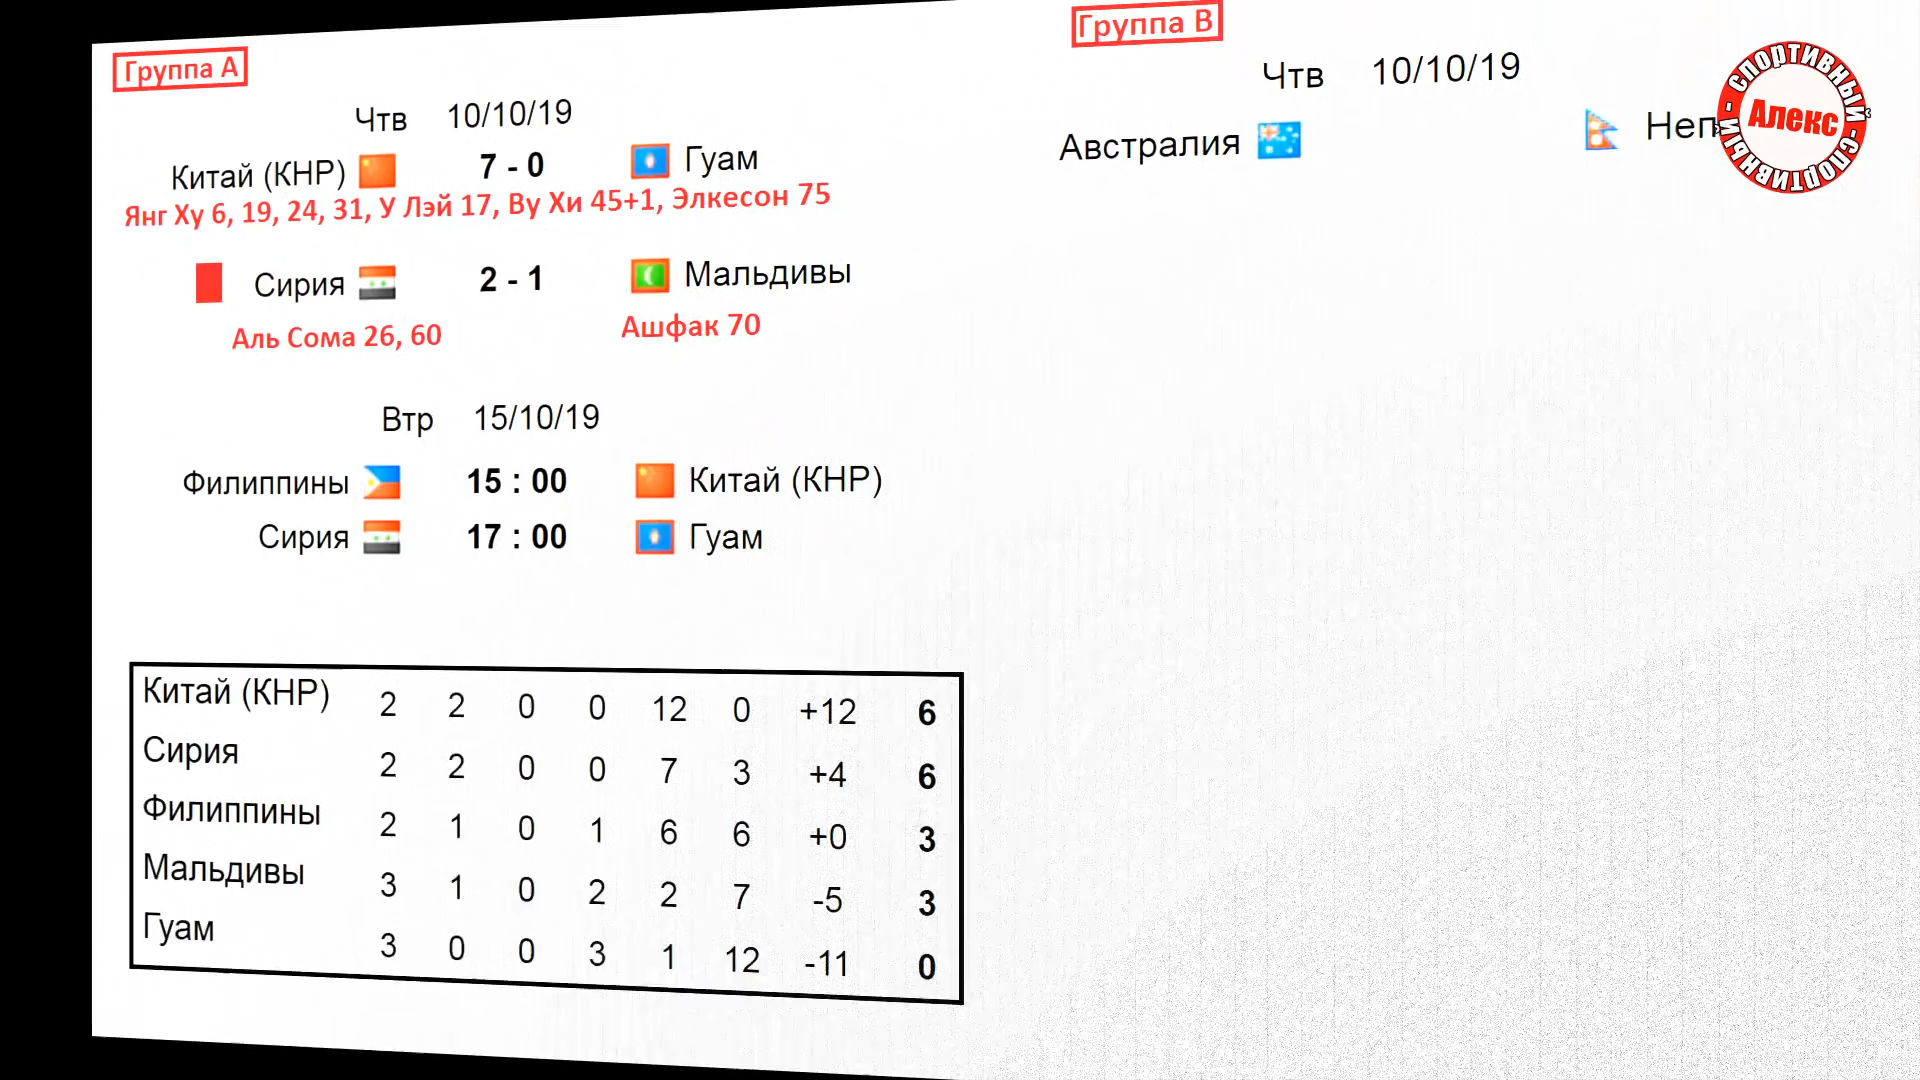 Группа A
Чтв 10/10/19
Китай (КНР) 7 - 0 Гуам
Янг Ху 6, 19, 24, 31, У Лэй 17, Ву Хи 45+1, Элкесон 75
Сирия 2 - 1 Мальдивы
Аль Сома 26, 60 Ашфак 70
Втр 15/10/19
Филиппины 15 : 00 Китай (КНР)
Сирия 17 : 00 Гуам
Китай (КНР) 2 2 0 0 12 0 +12 6
Сирия 2 2 0 0 7 3 +4 6
Филиппины 2 1 0 1 6 6 +0 3
Мальдивы 3 1 0 2 2 7 -5 3
Гуам 3 0 0 3 1 12 -11 0
Группа B
Чтв 10/10/19
Австралия
- СПОРТИВНЫЙ - СПОРТИВНЫЙ
Алекс